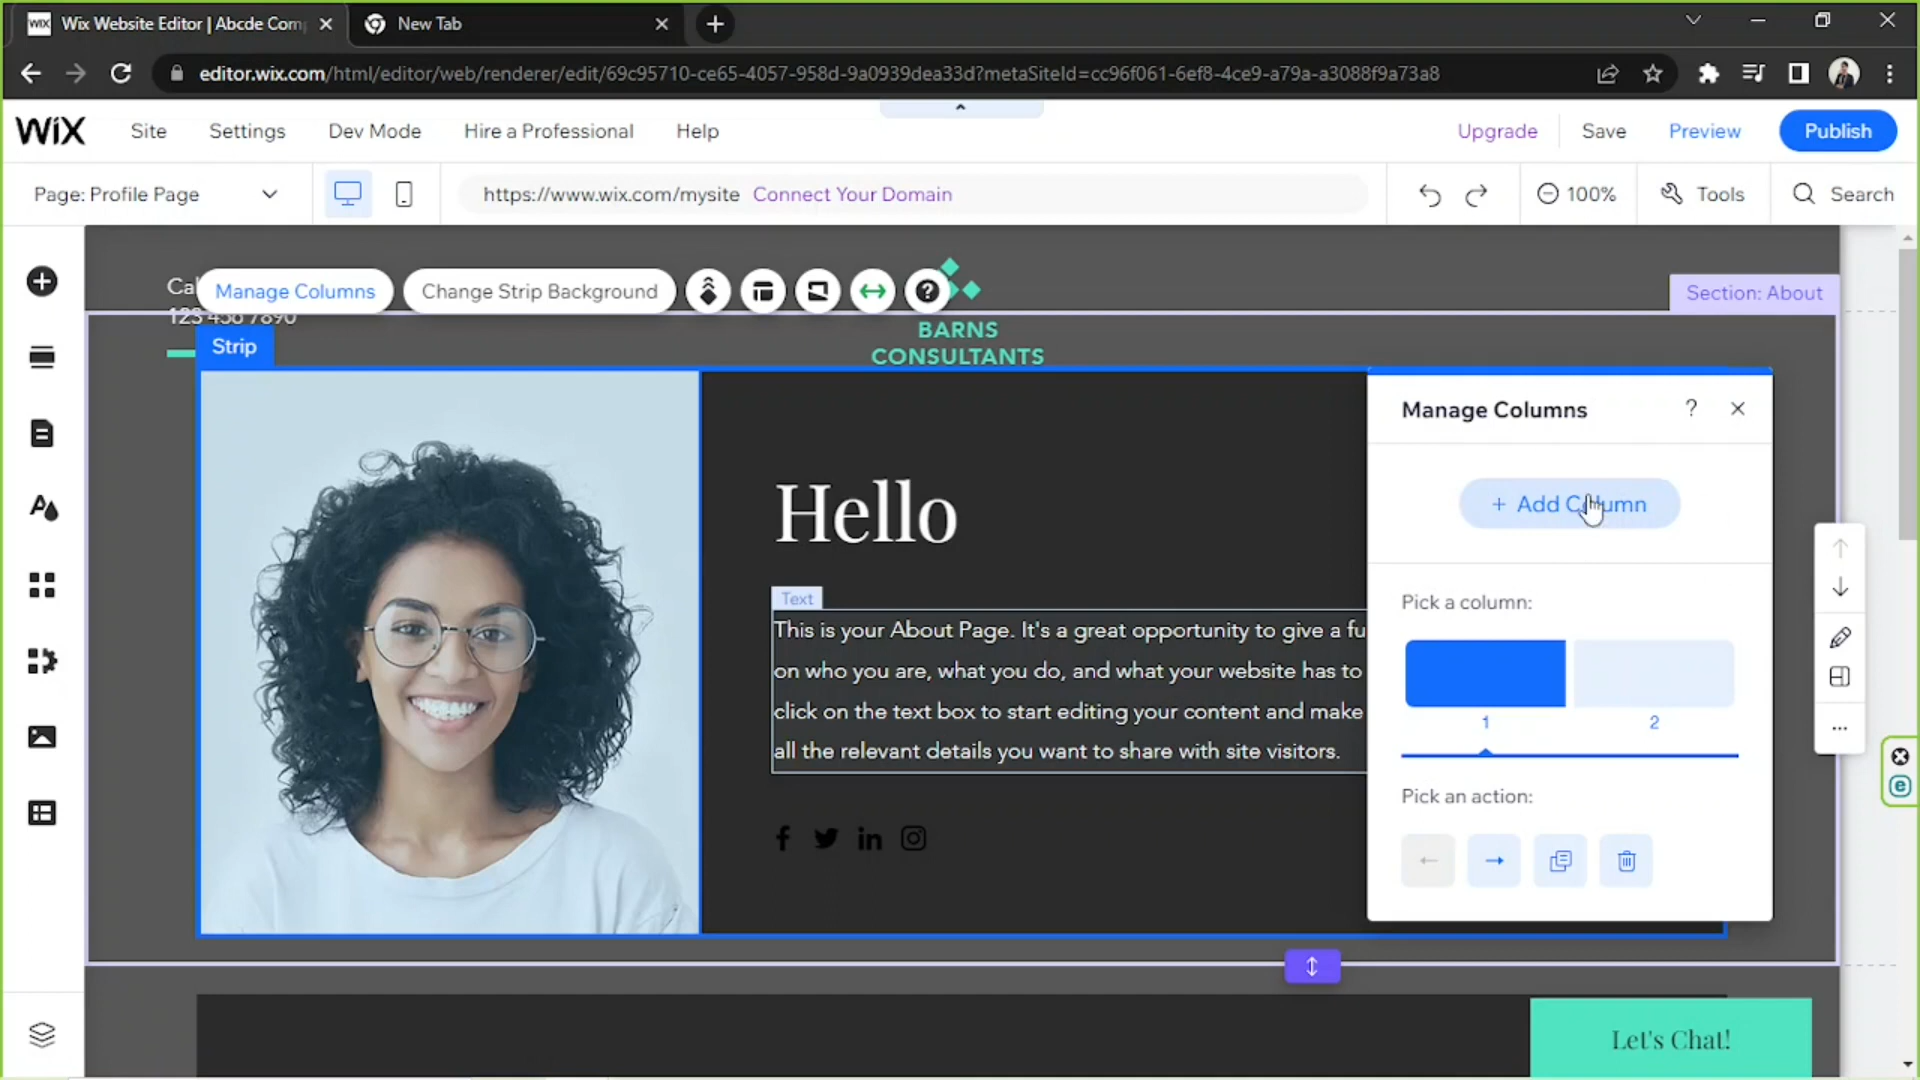 WIX Wix Website Editor | Abcde Com
New Tab
editor.wix.com/html/editor/web/renderer/edit/69c95710-ce65-4057-958d-9a0939dea33d?metaSiteId=cc96f061-6ef8-4ce9-a79a-a3088f9a73a8
WIX Site Settings Dev Mode Hire a Professional Help Upgrade Save Preview Publish
Page: Profile Page https://www.wix.com/mysite Connect Your Domain 100% Tools Search
Ca Manage Columns Change Strip Background ? Section: About
123 456 7890
BARNS
CONSULTANTS
Strip
Manage Columns ?
+ Add Column
Hello
Text
This is your About Page. It's a great opportunity to give a fu
on who you are, what you do, and what your website has to
click on the text box to start editing your content and make
all the relevant details you want to share with site visitors.
Pick a column:
1 2
Pick an action:
Let's Chat!